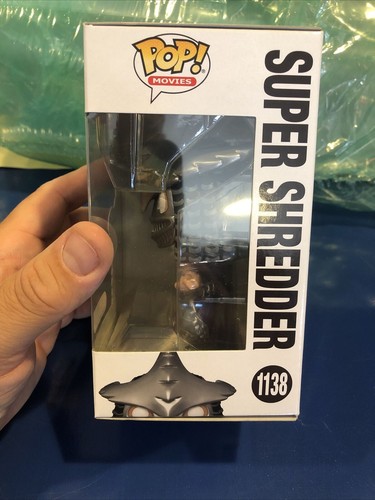 POP!
MOVIES
SUPER SHREDDER
1138